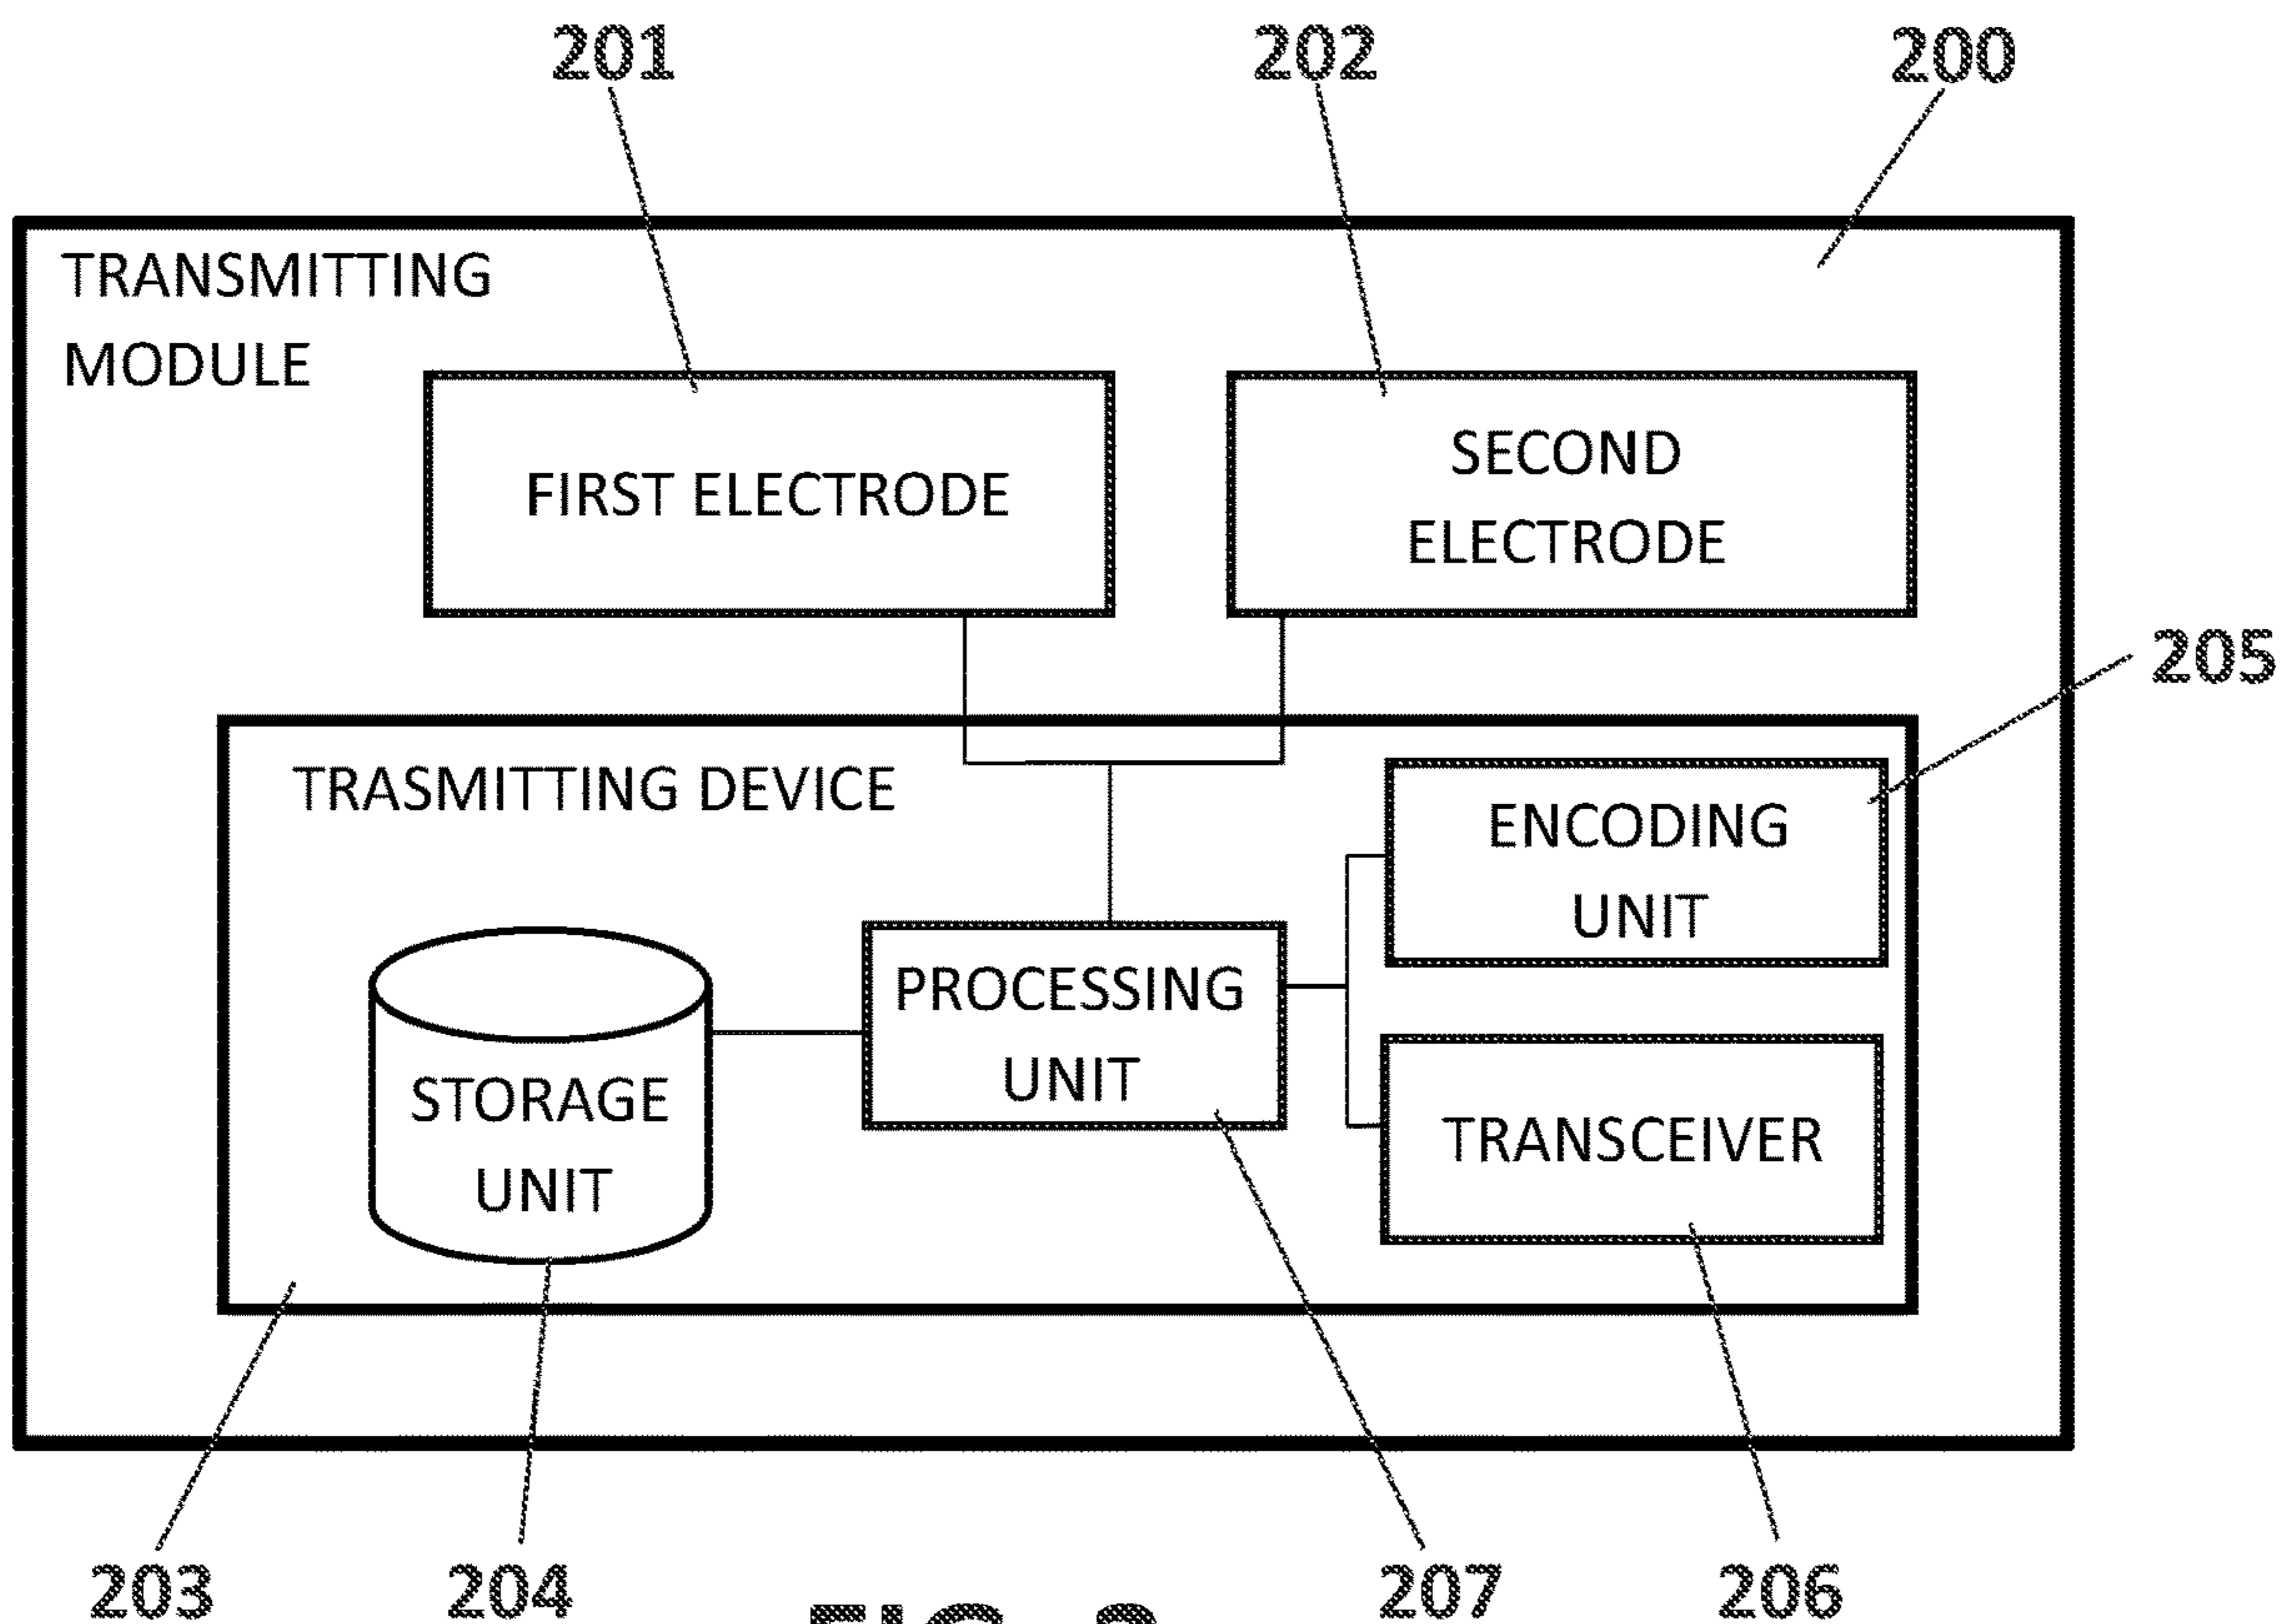 201
202
200
TRANSMITTING
MODULE
FIRST ELECTRODE
SECOND
ELECTRODE
205
TRASMITTING DEVICE
ENCODING
UNIT
PROCESSING
UNIT
STORAGE
UNIT
TRANSCEIVER
203
204
207
206